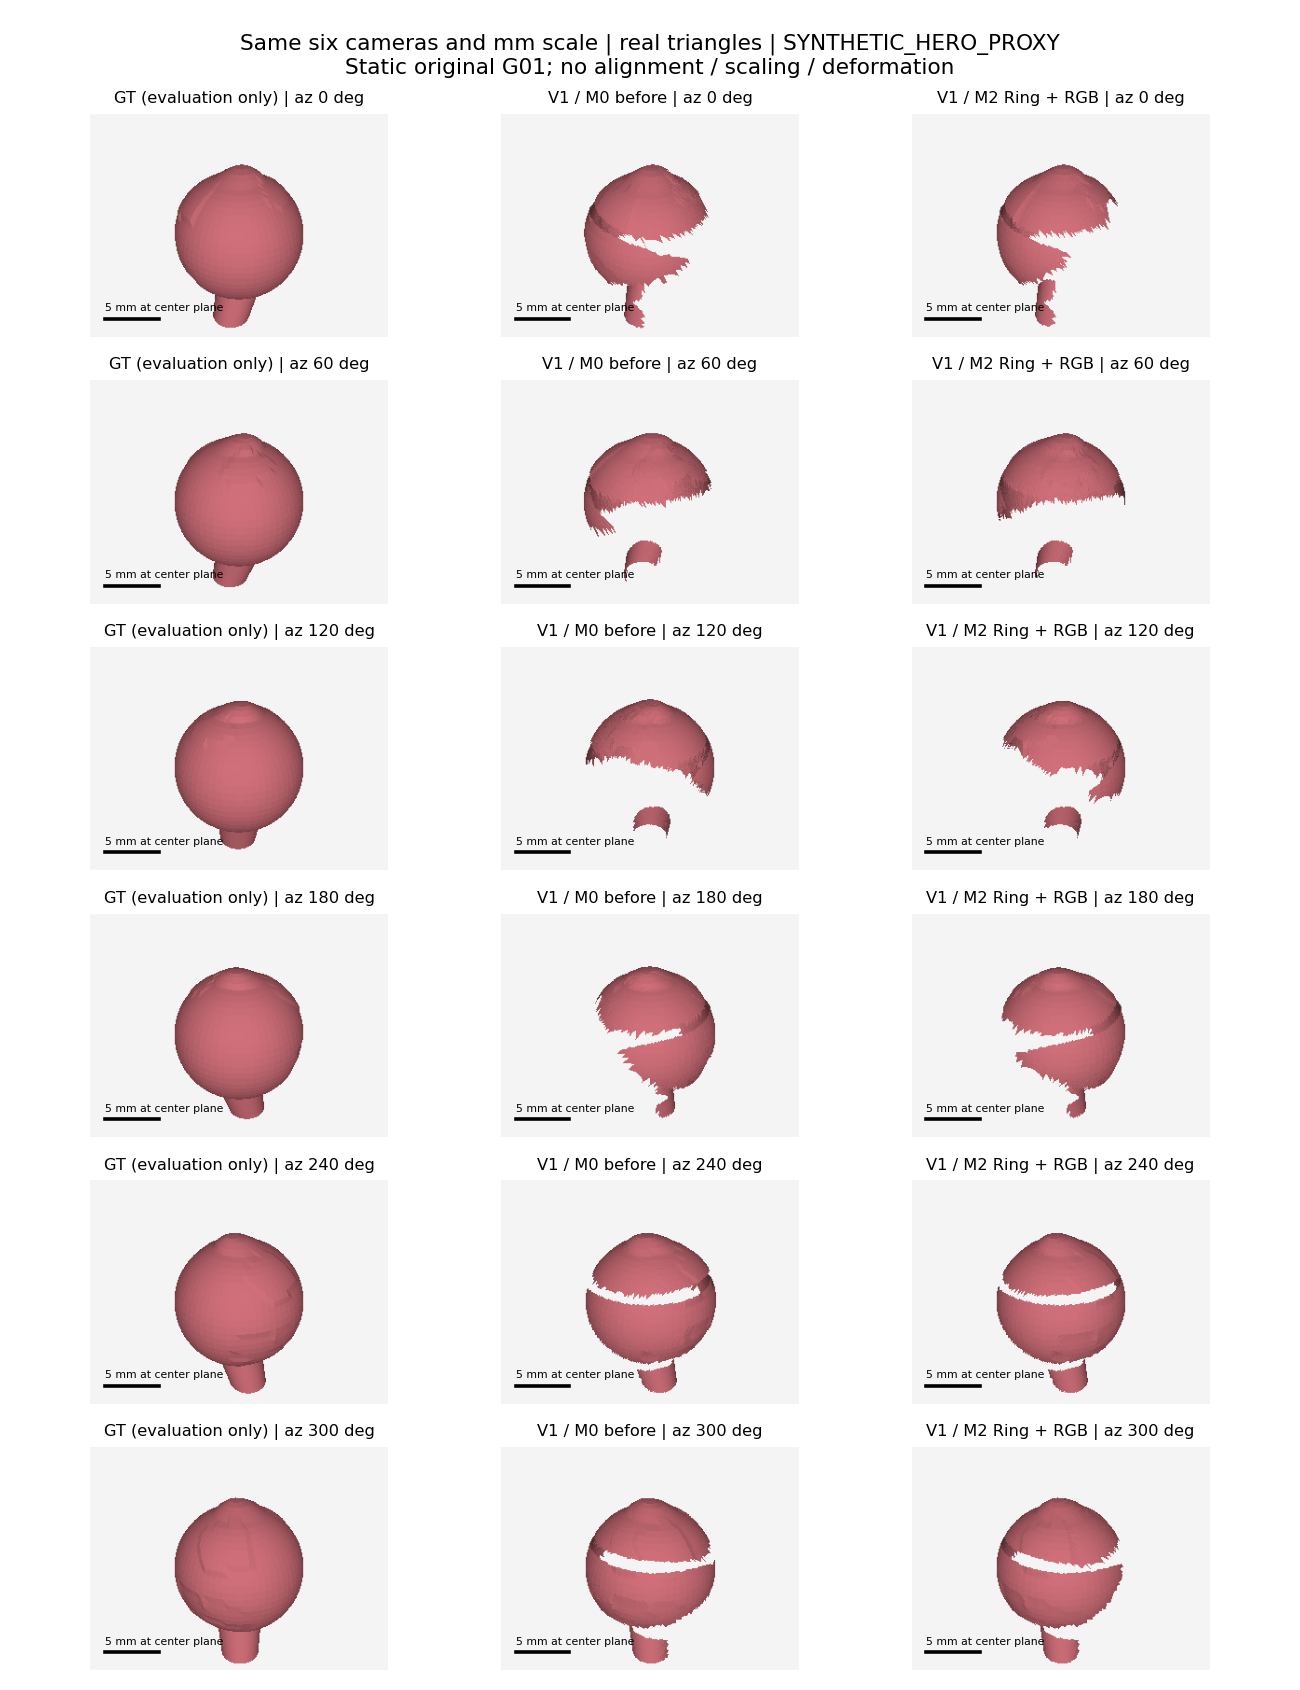 Same six cameras and mm scale | real triangles | SYNTHETIC_HERO_PROXY
Static original G01; no alignment / scaling / deformation
GT (evaluation only) | az 0 deg
V1 / M0 before | az 0 deg
V1 / M2 Ring + RGB | az 0 deg
5 mm at center plane
5 mm at center plane
5 mm at center plane
GT (evaluation only) | az 60 deg
V1 / M0 before | az 60 deg
V1 / M2 Ring + RGB | az 60 deg
5 mm at center plane
5 mm at center plane
5 mm at center plane
GT (evaluation only) | az 120 deg
V1 / M0 before | az 120 deg
V1 / M2 Ring + RGB | az 120 deg
5 mm at center plane
5 mm at center plane
5 mm at center plane
GT (evaluation only) | az 180 deg
V1 / M0 before | az 180 deg
V1 / M2 Ring + RGB | az 180 deg
5 mm at center plane
5 mm at center plane
5 mm at center plane
GT (evaluation only) | az 240 deg
V1 / M0 before | az 240 deg
V1 / M2 Ring + RGB | az 240 deg
5 mm at center plane
5 mm at center plane
5 mm at center plane
GT (evaluation only) | az 300 deg
V1 / M0 before | az 300 deg
V1 / M2 Ring + RGB | az 300 deg
5 mm at center plane
5 mm at center plane
5 mm at center plane